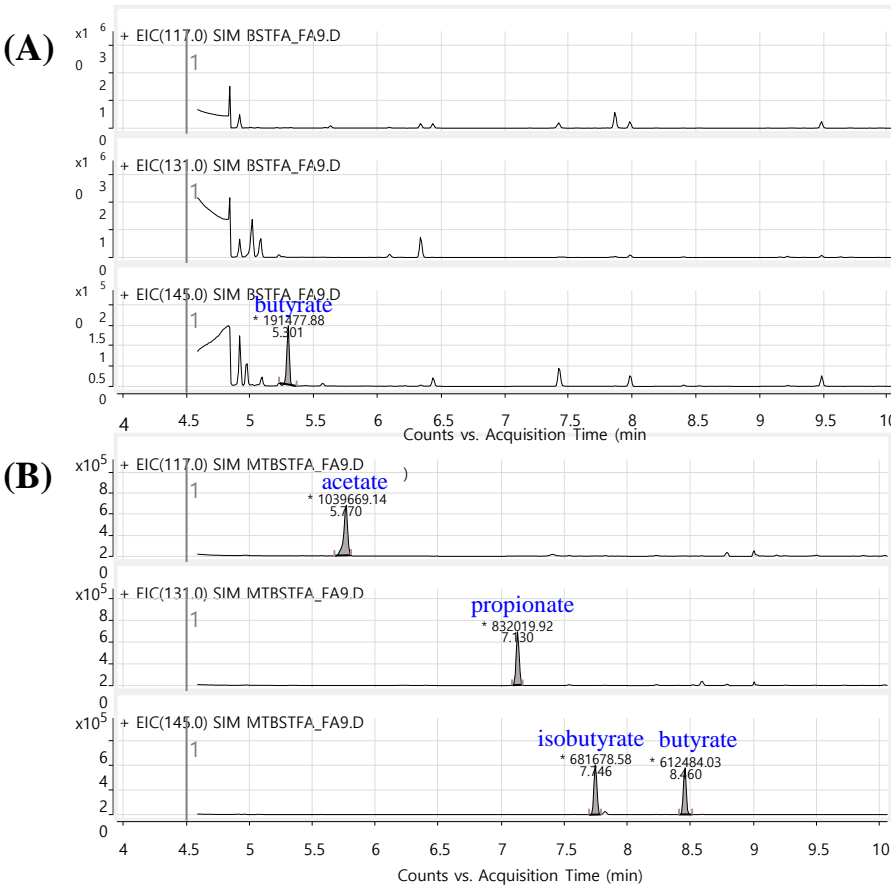 (A)
x1 6
0
+ EIC(117.0) SIM BSTFA_FA9.D
1
3
2
1
0
x1 6
0
+ EIC(131.0) SIM BSTFA_FA9.D
1
3
2
1
0
x1 5
0
+ EIC(145.0) SIM BSTFA_FA9.D
butyrate
* 191477.88
5.301
1
2
1.5
1
0.5
0
4 4.5 5 5.5 6 6.5 7 7.5 8 8.5 9 9.5 10
Counts vs. Acquisition Time (min
)
(B)
x10 5
+ EIC(117.0) SIM MTBSTFA_FA9.D
1
acetate
* 1039669.14
5.770
8
6
4
2
0
x10 5
+ EIC(131.0) SIM MTBSTFA_FA9.D
1
propionate
* 832019.92
7.130
8
6
4
2
0
x10 5
+ EIC(145.0) SIM MTBSTFA_FA9.D
1
isobutyrate butyrate
* 681678.58 * 612484.03
7.746 8.460
6
4
2
0
4 4.5 5 5.5 6 6.5 7 7.5 8 8.5 9 9.5 10
Counts vs. Acquisition Time (min)